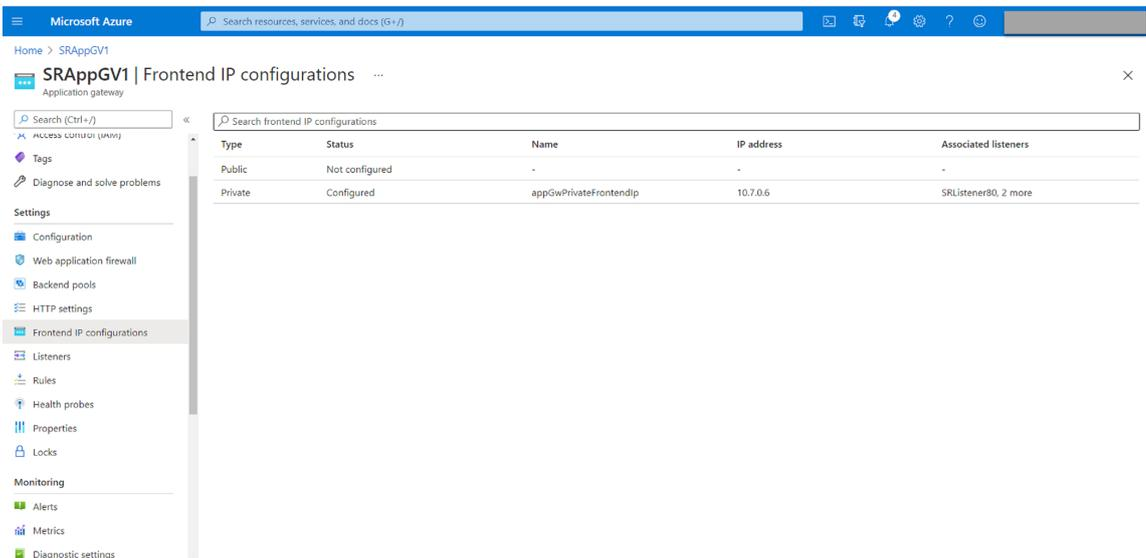 Microsoft Azure
Search resources, services, and docs (G+/)
4
Home > SRAppGV1
SRAppGV1 | Frontend IP configurations ...
Application gateway
Search (Ctrl+/)
Search frontend IP configurations
Access control (IAM)
Tags
Diagnose and solve problems
Settings
Configuration
Web application firewall
Backend pools
HTTP settings
Frontend IP configurations
Listeners
Rules
Health probes
Properties
Locks
Monitoring
Alerts
Metrics
Diagnostic settings
Type Status Name IP address Associated listeners
Public Not configured - - -
Private Configured appGwPrivateFrontendIp 10.7.0.6 SRListener80, 2 more